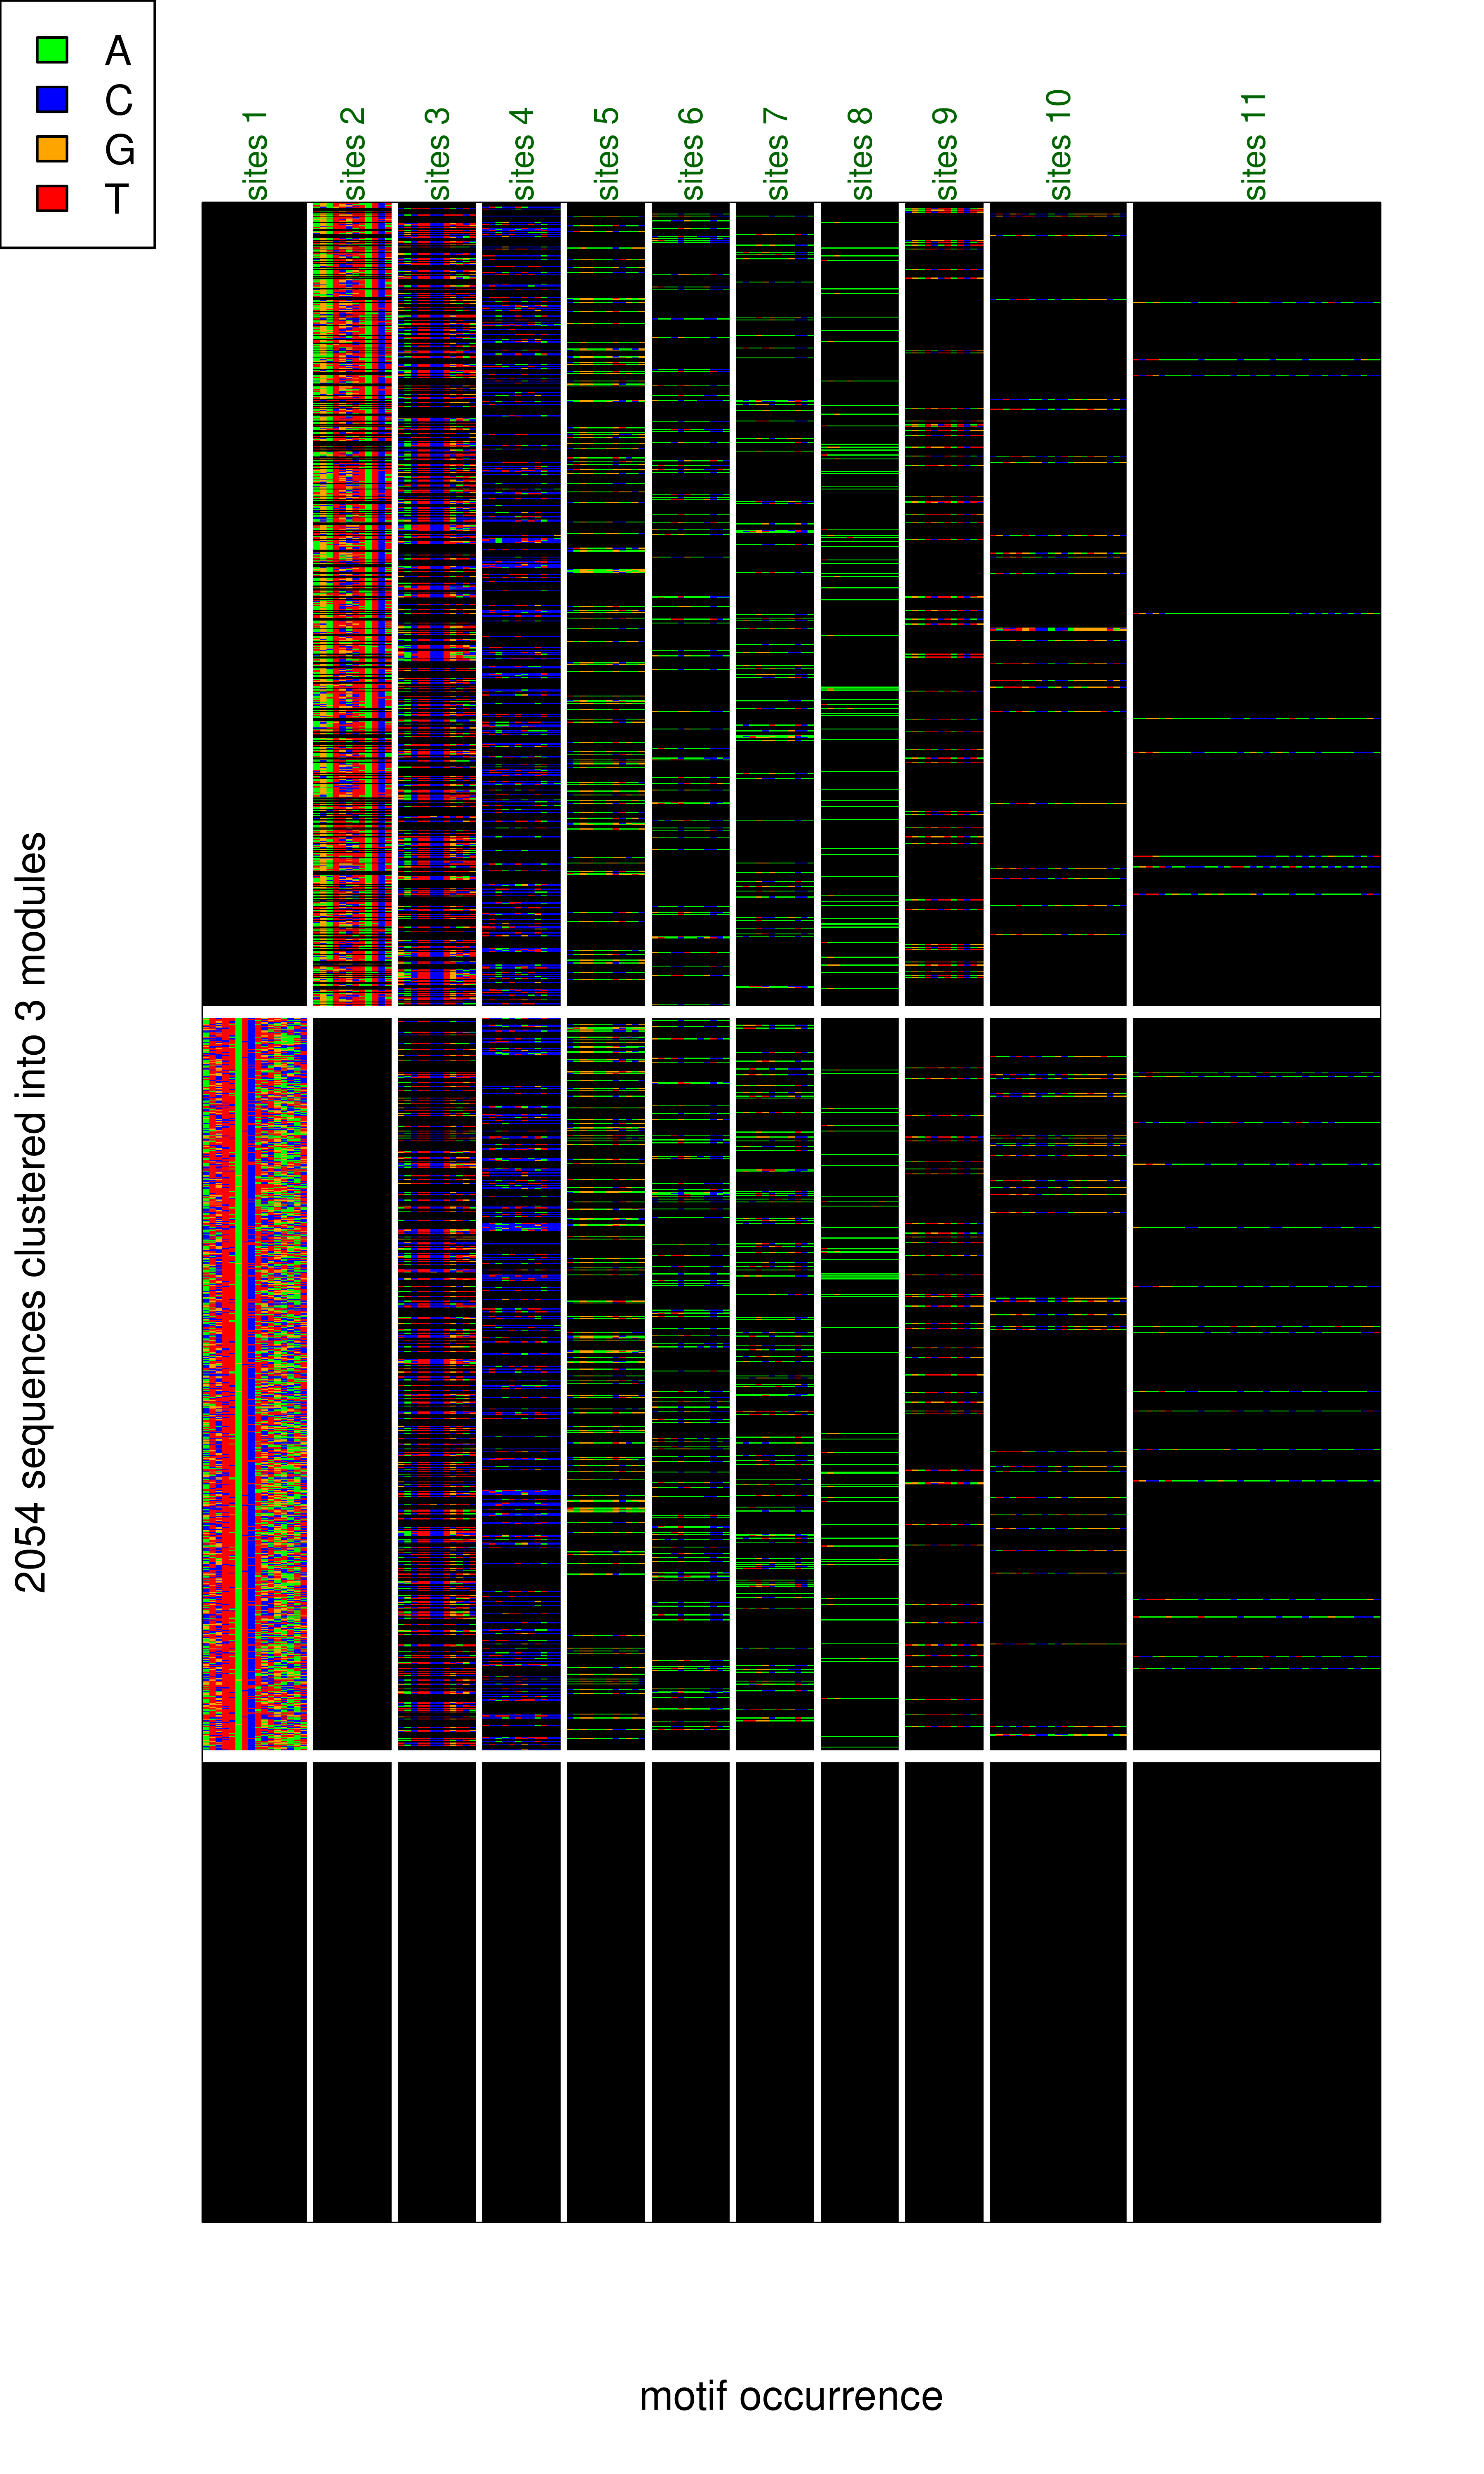 A
C
G
T
sites 1
sites 2
sites 3
sites 4
sites 5
sites 6
sites 7
sites 8
sites 9
sites 10
sites 11
2054 sequences clustered into 3 modules
motif occurrence